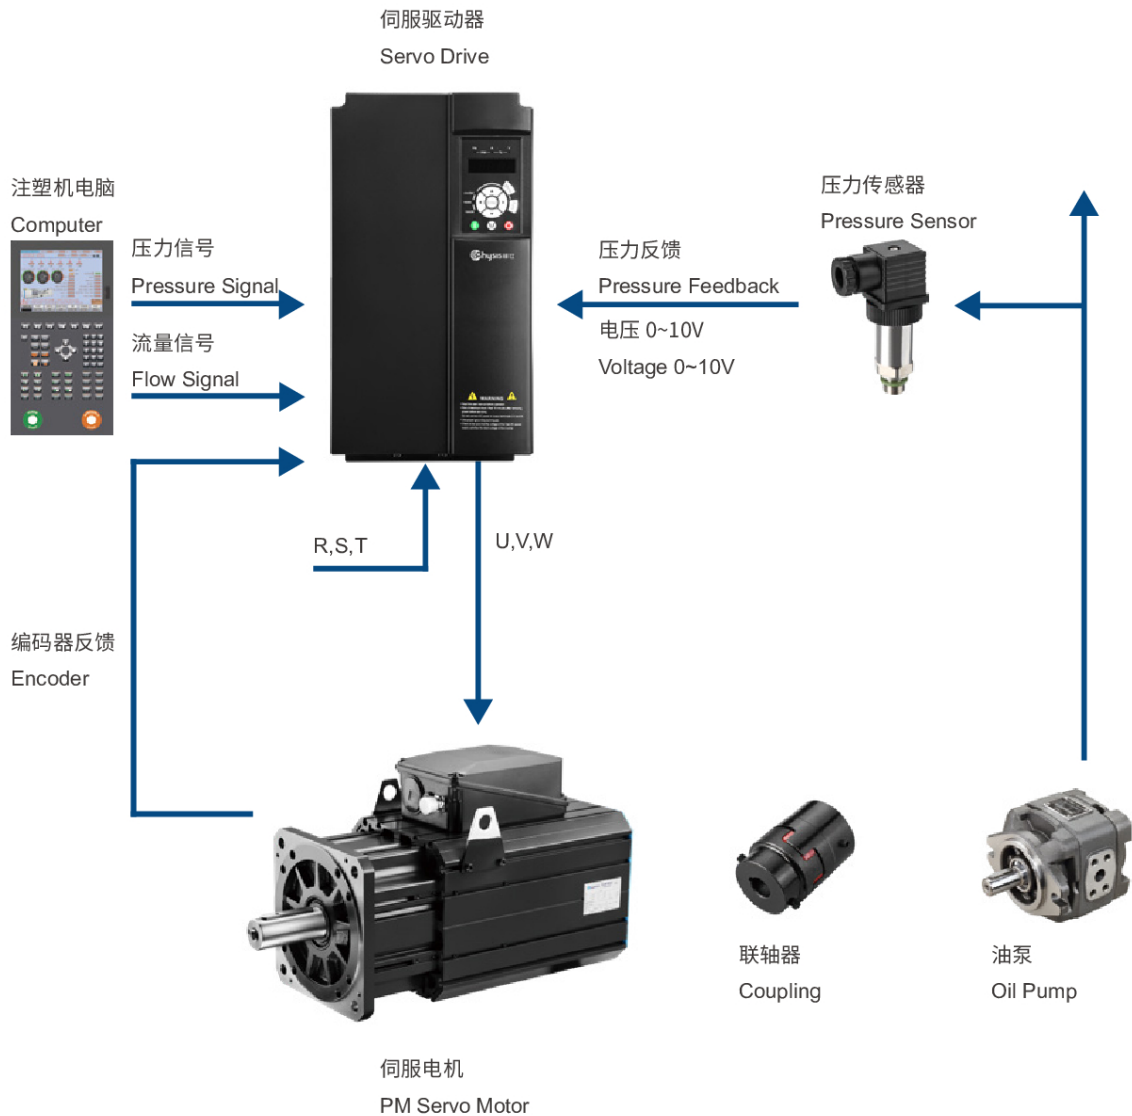 伺服驱动器
Servo Drive
注塑机电脑
Computer
压力信号
Pressure Signal
流量信号
Flow Signal
压力反馈
Pressure Feedback
电压 0~10V
Voltage 0~10V
压力传感器
Pressure Sensor
WARNING
R,S,T
U,V,W
编码器反馈
Encoder
联轴器
Coupling
油泵
Oil Pump
伺服电机
PM Servo Motor